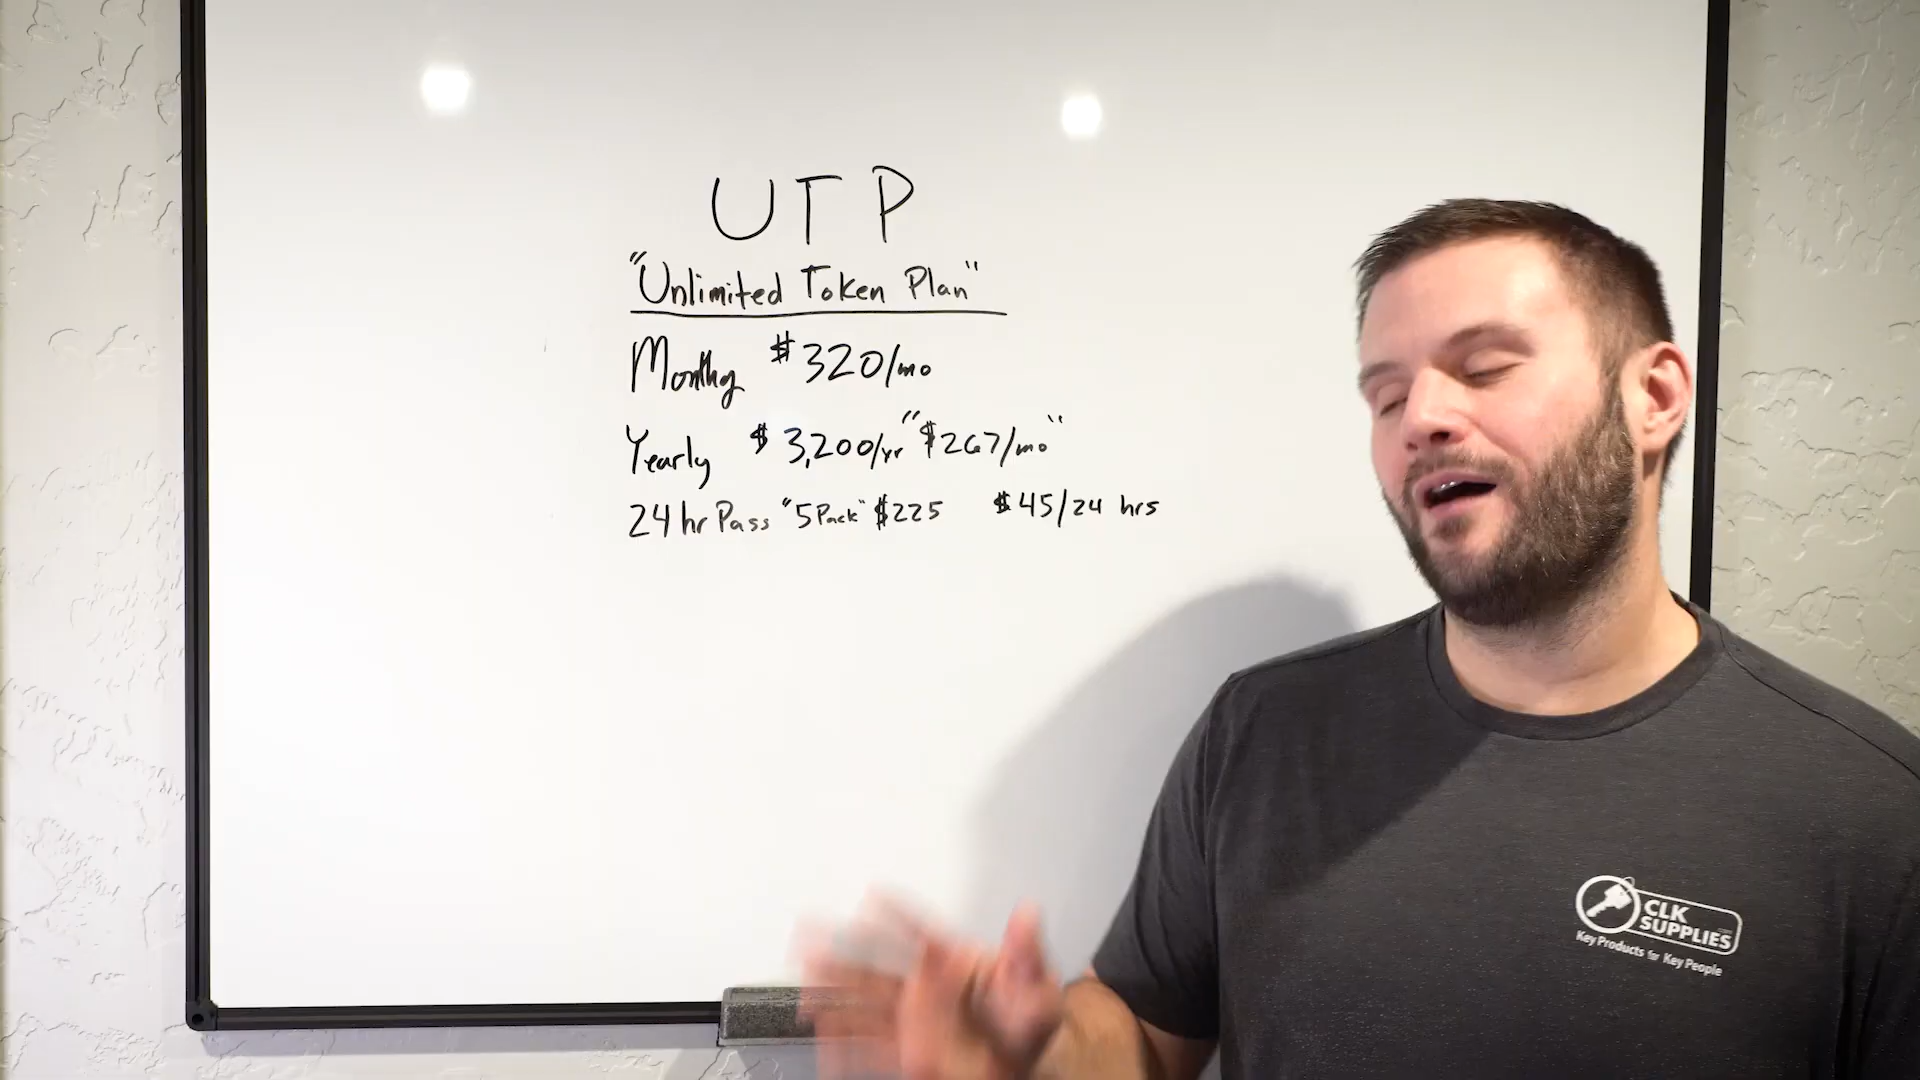 UTP
"Unlimited Token Plan"
Monthly $320/mo
Yearly $3,200/yr "$267/mo"
24 hr Pass "5 Pack" $225 $45/24 hrs
CLK
SUPPLIES
Key Products for Key People